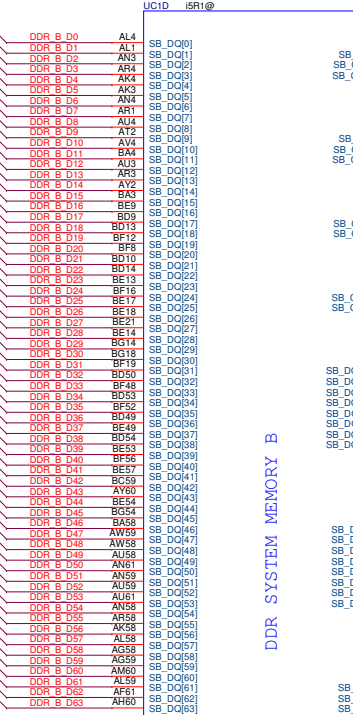 UC1D i5R1@
DDR_B_D0 AL4 SB_DQ[0]
DDR_B_D1 AL1 SB_DQ[1]
DDR_B_D2 AN3 SB_DQ[2]
DDR_B_D3 AR4 SB_DQ[3]
DDR_B_D4 AK4 SB_DQ[4]
DDR_B_D5 AK3 SB_DQ[5]
DDR_B_D6 AN4 SB_DQ[6]
DDR_B_D7 AR1 SB_DQ[7]
DDR_B_D8 AU4 SB_DQ[8]
DDR_B_D9 AT2 SB_DQ[9]
DDR_B_D10 AV4 SB_DQ[10]
DDR_B_D11 BA4 SB_DQ[11]
DDR_B_D12 AU3 SB_DQ[12]
DDR_B_D13 AR3 SB_DQ[13]
DDR_B_D14 AY2 SB_DQ[14]
DDR_B_D15 BA3 SB_DQ[15]
DDR_B_D16 BE9 SB_DQ[16]
DDR_B_D17 BD9 SB_DQ[17]
DDR_B_D18 BD13 SB_DQ[18]
DDR_B_D19 BF12 SB_DQ[19]
DDR_B_D20 BF8 SB_DQ[20]
DDR_B_D21 BD10 SB_DQ[21]
DDR_B_D22 BD14 SB_DQ[22]
DDR_B_D23 BE13 SB_DQ[23]
DDR_B_D24 BF16 SB_DQ[24]
DDR_B_D25 BE17 SB_DQ[25]
DDR_B_D26 BE18 SB_DQ[26]
DDR_B_D27 BE21 SB_DQ[27]
DDR_B_D28 BE14 SB_DQ[28]
DDR_B_D29 BG14 SB_DQ[29]
DDR_B_D30 BG18 SB_DQ[30]
DDR_B_D31 BF19 SB_DQ[31]
DDR_B_D32 BD50 SB_DQ[32]
DDR_B_D33 BF48 SB_DQ[33]
DDR_B_D34 BD53 SB_DQ[34]
DDR_B_D35 BF52 SB_DQ[35]
DDR_B_D36 BD49 SB_DQ[36]
DDR_B_D37 BE49 SB_DQ[37]
DDR_B_D38 BD54 SB_DQ[38]
DDR_B_D39 BE53 SB_DQ[39]
DDR_B_D40 BF56 SB_DQ[40]
DDR_B_D41 BE57 SB_DQ[41]
DDR_B_D42 BC59 SB_DQ[42]
DDR_B_D43 AY60 SB_DQ[43]
DDR_B_D44 BE54 SB_DQ[44]
DDR_B_D45 BG54 SB_DQ[45]
DDR_B_D46 BA58 SB_DQ[46]
DDR_B_D47 AW59 SB_DQ[47]
DDR_B_D48 AW58 SB_DQ[48]
DDR_B_D49 AU58 SB_DQ[49]
DDR_B_D50 AN61 SB_DQ[50]
DDR_B_D51 AN59 SB_DQ[51]
DDR_B_D52 AU59 SB_DQ[52]
DDR_B_D53 AU61 SB_DQ[53]
DDR_B_D54 AN58 SB_DQ[54]
DDR_B_D55 AR58 SB_DQ[55]
DDR_B_D56 AK58 SB_DQ[56]
DDR_B_D57 AL58 SB_DQ[57]
DDR_B_D58 AG58 SB_DQ[58]
DDR_B_D59 AG59 SB_DQ[59]
DDR_B_D60 AM60 SB_DQ[60]
DDR_B_D61 AL59 SB_DQ[61]
DDR_B_D62 AF61 SB_DQ[62]
DDR_B_D63 AH60 SB_DQ[63]
DDR SYSTEM MEMORY B